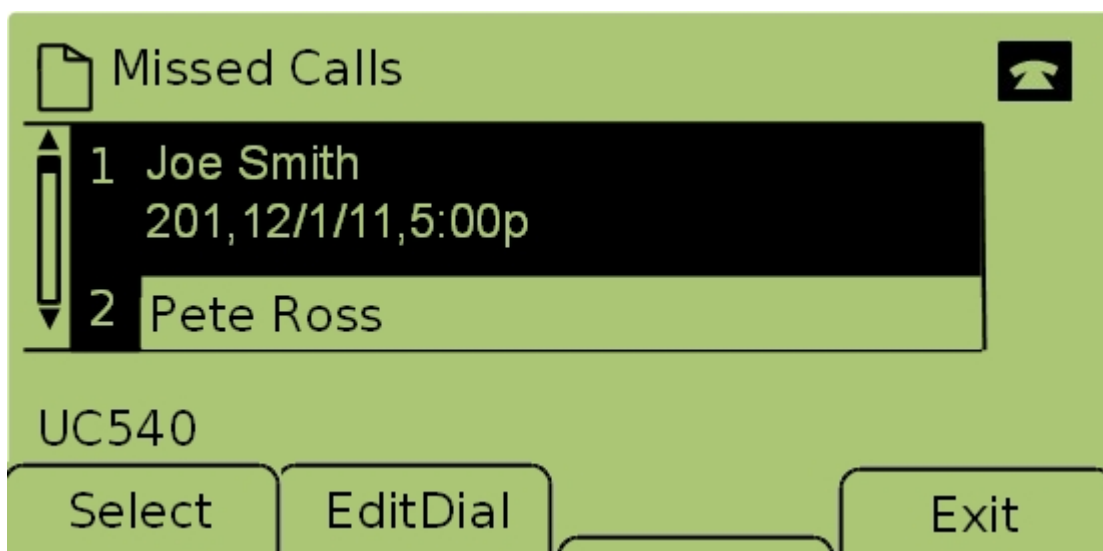 Missed Calls
1 Joe Smith
201,12/1/11,5:00p
2 Pete Ross
UC540
Select EditDial Exit